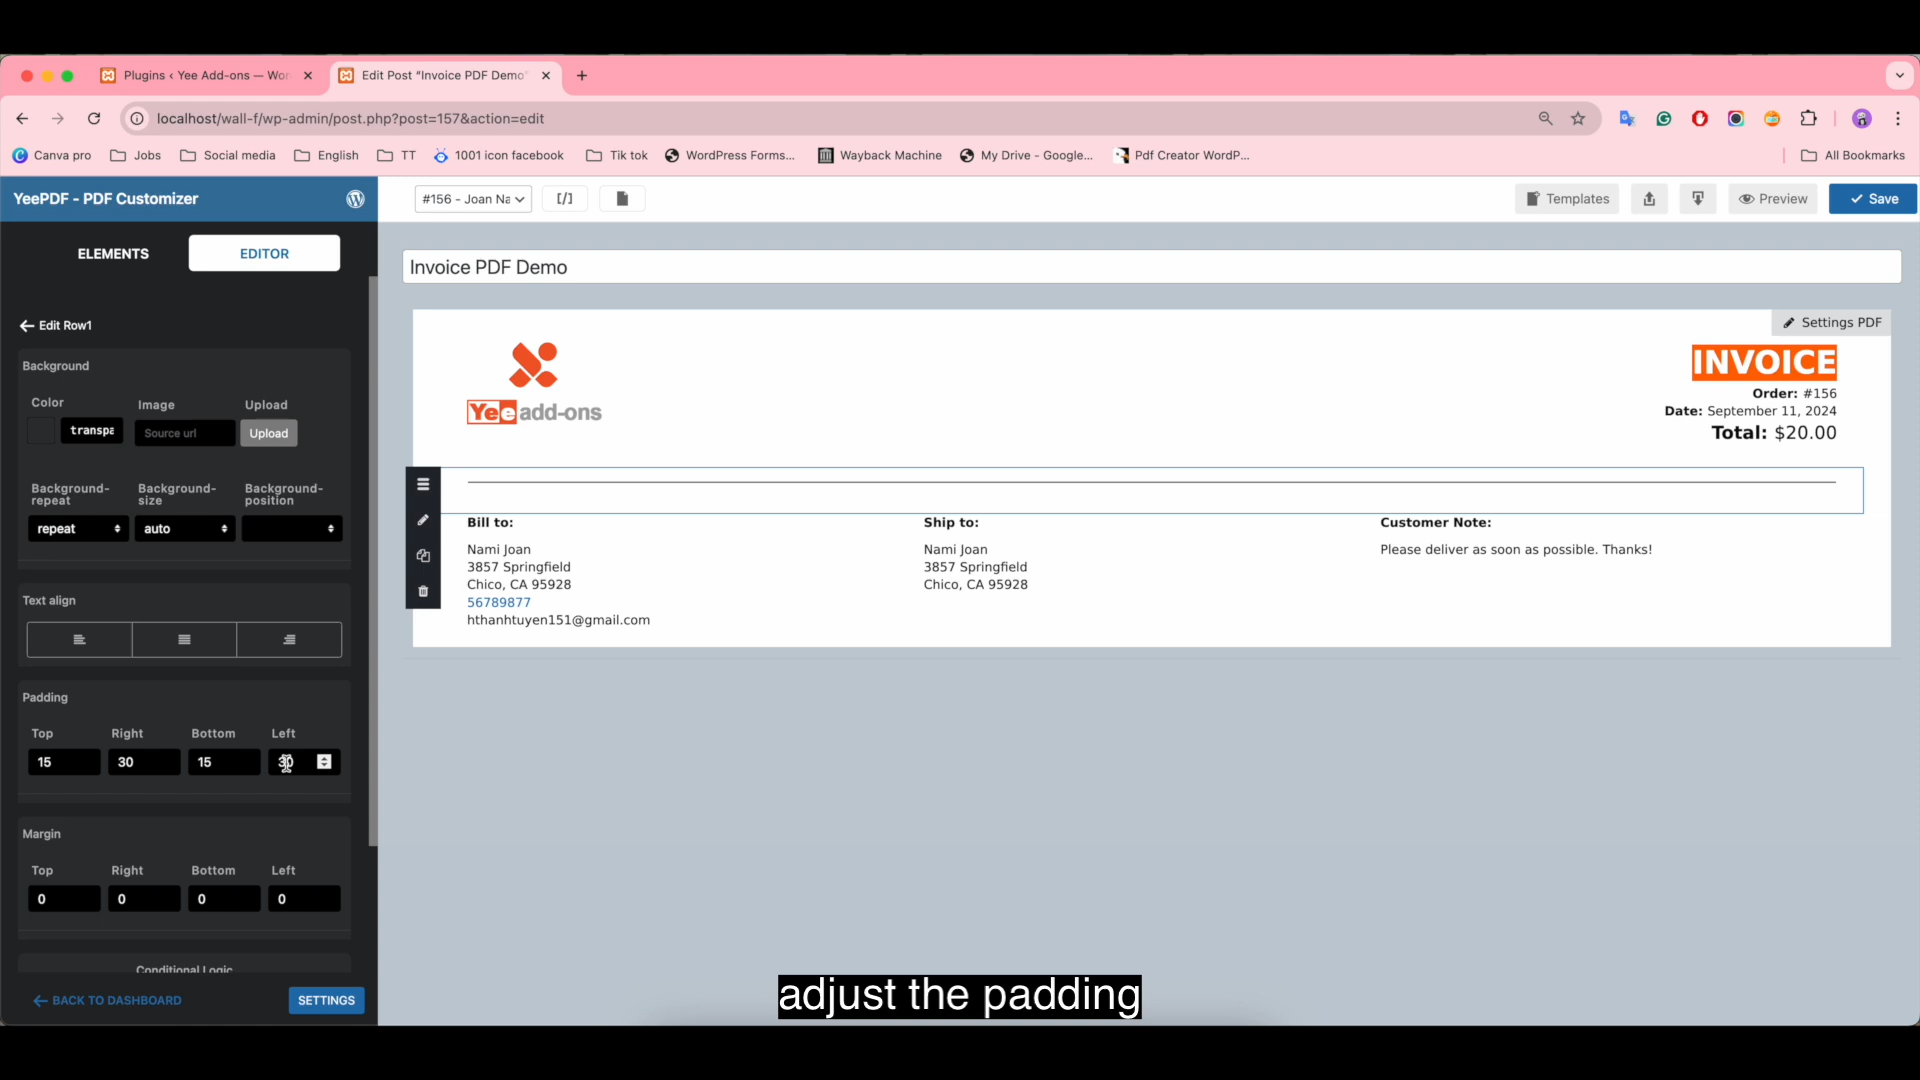 Plugins ‹ Yee Add-ons — Wor
Edit Post "Invoice PDF Demo"
localhost/wall-f/wp-admin/post.php?post=157&action=edit
Canva pro
Jobs
Social media
English
TT
1001 icon facebook
Tik tok
WordPress Forms...
Wayback Machine
My Drive - Google...
Pdf Creator WordP...
All Bookmarks
YeePDF - PDF Customizer
#156 - Joan Na
[/]
Templates
Preview
Save
ELEMENTS
EDITOR
Invoice PDF Demo
Edit Row1
Settings PDF
Background
Color
Image
Upload
transpa
Source url
Upload
Background-repeat
Background-size
Background-position
repeat
auto
Text align
Padding
Top
Right
Bottom
Left
15
30
15
30
Margin
Top
Right
Bottom
Left
0
0
0
0
Conditional Logic
BACK TO DASHBOARD
SETTINGS
Yee add-ons
INVOICE
Order: #156
Date: September 11, 2024
Total: $20.00
Bill to:
Nami Joan
3857 Springfield
Chico, CA 95928
56789877
hthanhtuyen151@gmail.com
Ship to:
Nami Joan
3857 Springfield
Chico, CA 95928
Customer Note:
Please deliver as soon as possible. Thanks!
adjust the padding